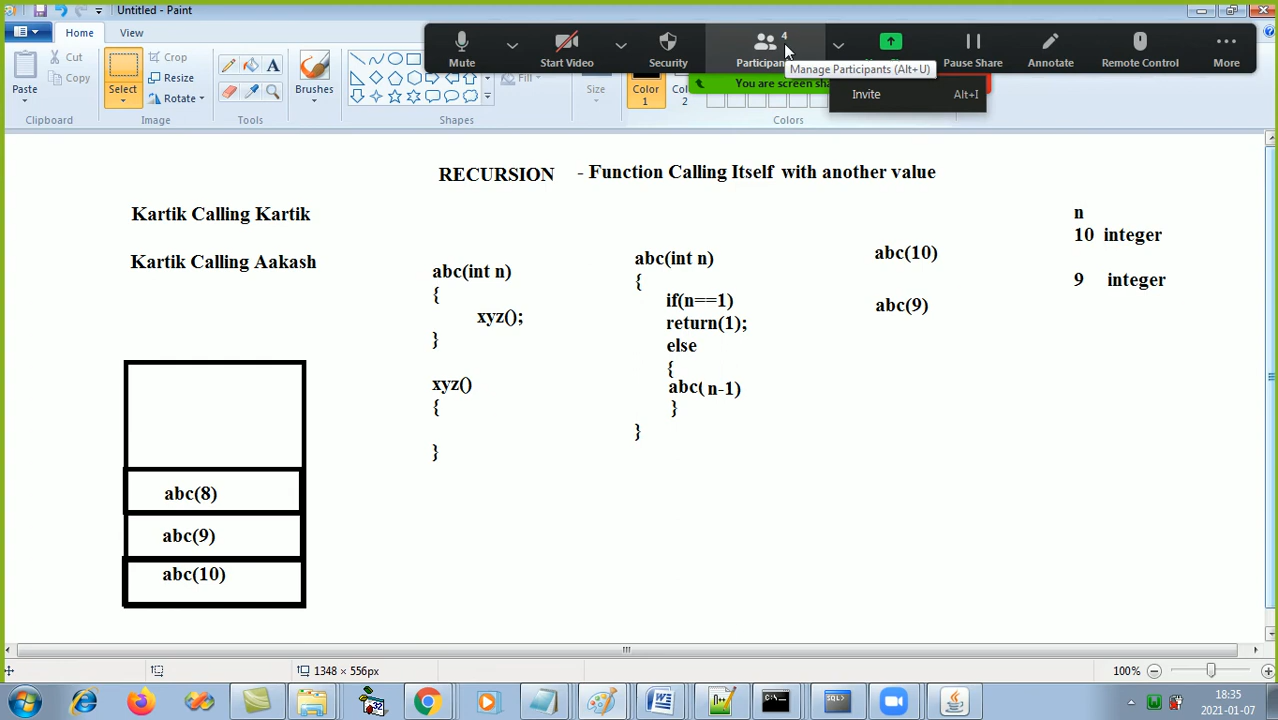 Untitled - Paint
Home
View
Paste
Cut
Copy
Clipboard
Select
Crop
Resize
Rotate
Image
Tools
Brushes
Shapes
Fill
Size
Color
1
Color
2
Colors
Mute
Start Video
Security
4
Pause Share
Annotate
Remote Control
More
Manage Participants (Alt+U)
Invite Alt+I
RECURSION - Function Calling Itself with another value
Kartik Calling Kartik
Kartik Calling Aakash
abc(int n)
{
xyz();
}
xyz()
{
}
abc(int n)
{
if(n==1)
return(1);
else
{
abc( n-1)
}
}
abc(10)
abc(9)
n
10 integer
9 integer
abc(8)
abc(9)
abc(10)
1348 × 556px
100%
18:35
2021-01-07